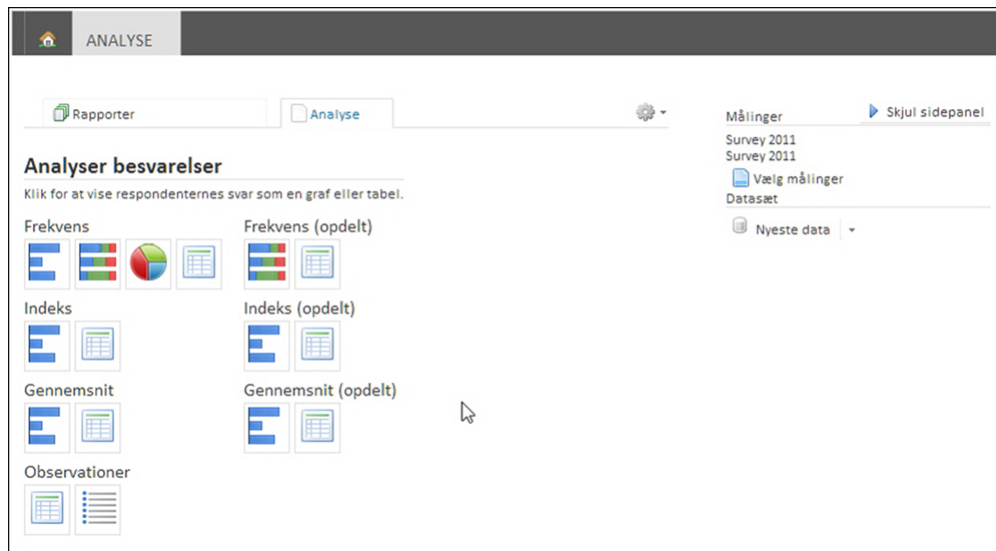 ANALYSE
Rapporter
Analyse
Analyser besvarelser
Klik for at vise respondenternes svar som en graf eller tabel.
Frekvens
Frekvens (opdelt)
Indeks
Indeks (opdelt)
Gennemsnit
Gennemsnit (opdelt)
Observationer
Målinger
Skjul sidepanel
Survey 2011
Survey 2011
Vælg målinger
Datasæt
Nyeste data